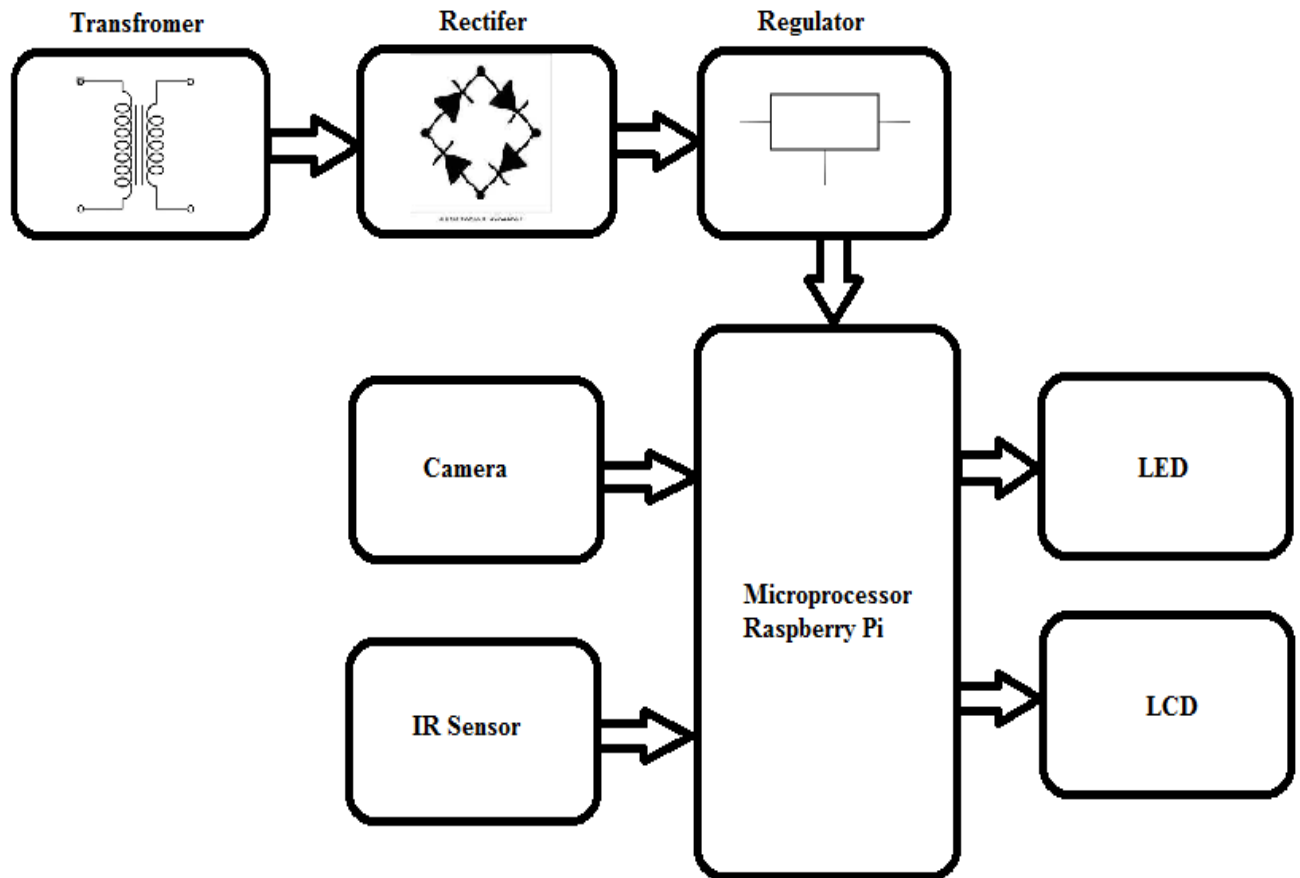 Transfromer
Rectifer
Regulator
Camera
LED
Microprocessor
Raspberry Pi
IR Sensor
LCD